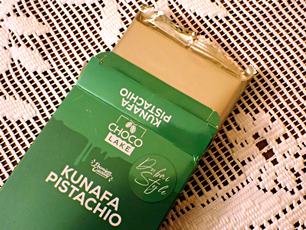 KUNAFA
PISTACHIO
CHOCO
LAKE
Dubai
Style
KUNAFA
PISTACHIO